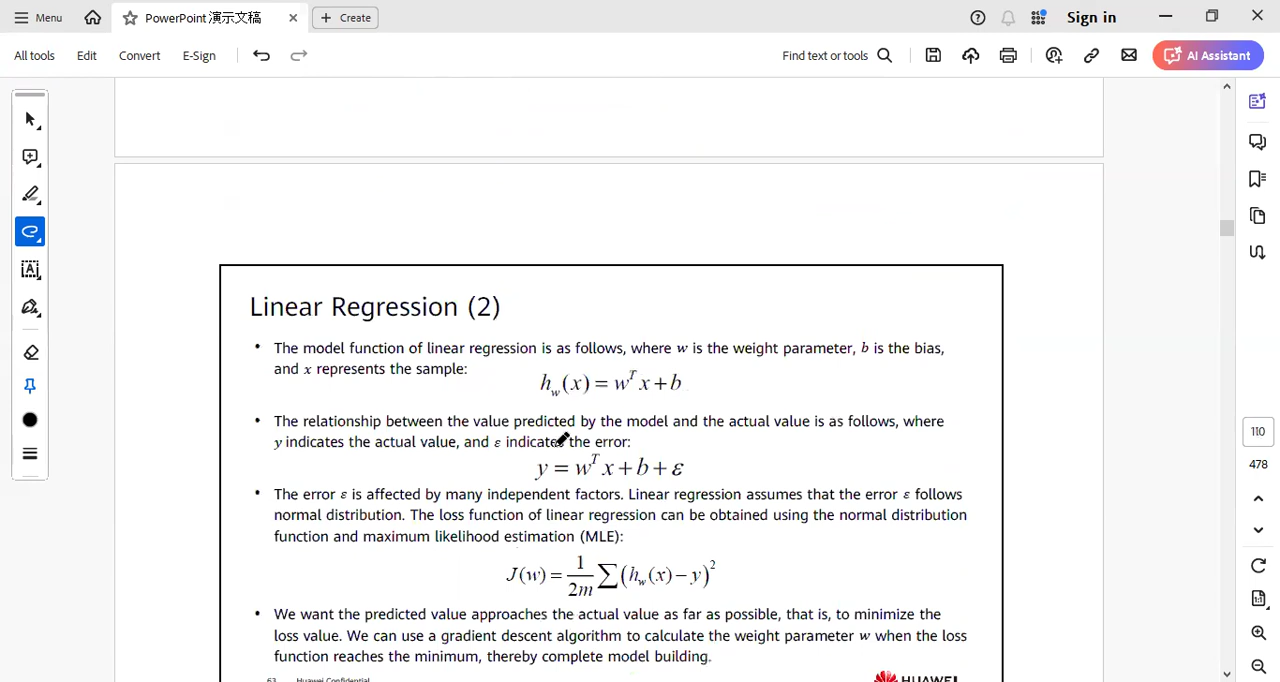 Menu
PowerPoint演示文稿
Create
Sign in
All tools
Edit
Convert
E-Sign
Find text or tools
AI Assistant
Linear Regression (2)
• The model function of linear regression is as follows, where w is the weight parameter, b is the bias,
and x represents the sample:
h_w(x) = w^T x + b
• The relationship between the value predicted by the model and the actual value is as follows, where
y indicates the actual value, and ε indicates the error:
y = w^T x + b + ε
• The error ε is affected by many independent factors. Linear regression assumes that the error ε follows
normal distribution. The loss function of linear regression can be obtained using the normal distribution
function and maximum likelihood estimation (MLE):
J(w) = 1/2m ∑ (h_w(x) − y)^2
• We want the predicted value approaches the actual value as far as possible, that is, to minimize the
loss value. We can use a gradient descent algorithm to calculate the weight parameter w when the loss
function reaches the minimum, thereby complete model building.
63 Huawei Confidential
HUAWEI
110
478